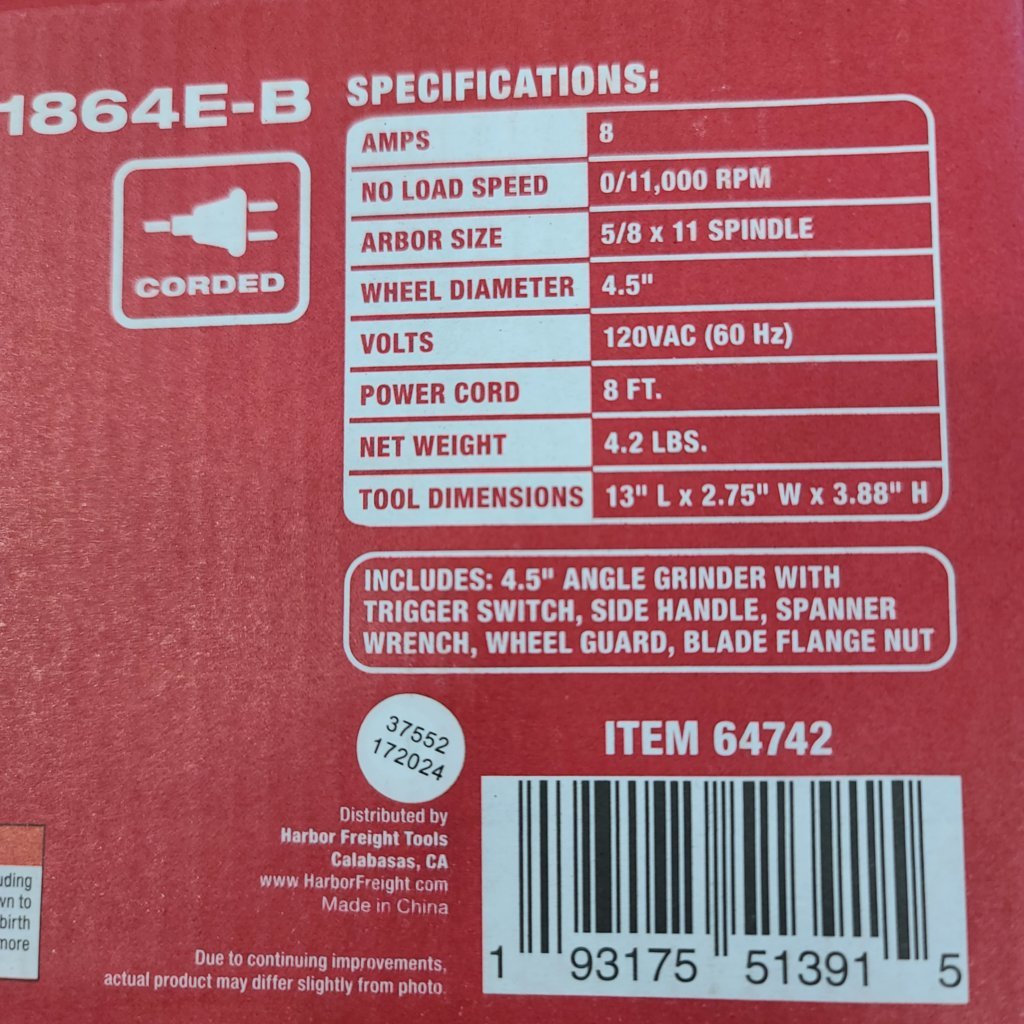 1864E-B
CORDED
SPECIFICATIONS:
AMPS 8
NO LOAD SPEED 0/11,000 RPM
ARBOR SIZE 5/8 x 11 SPINDLE
WHEEL DIAMETER 4.5"
VOLTS 120VAC (60 Hz)
POWER CORD 8 FT.
NET WEIGHT 4.2 LBS.
TOOL DIMENSIONS 13" L x 2.75" W x 3.88" H
INCLUDES: 4.5" ANGLE GRINDER WITH
TRIGGER SWITCH, SIDE HANDLE, SPANNER
WRENCH, WHEEL GUARD, BLADE FLANGE NUT
37552
172024
ITEM 64742
Distributed by
Harbor Freight Tools
Calabasas, CA
www HarborFreight com
Made in China
Due to continuing improvements,
actual product may differ slightly from photo
1 93175 51391 5
to
birth
more